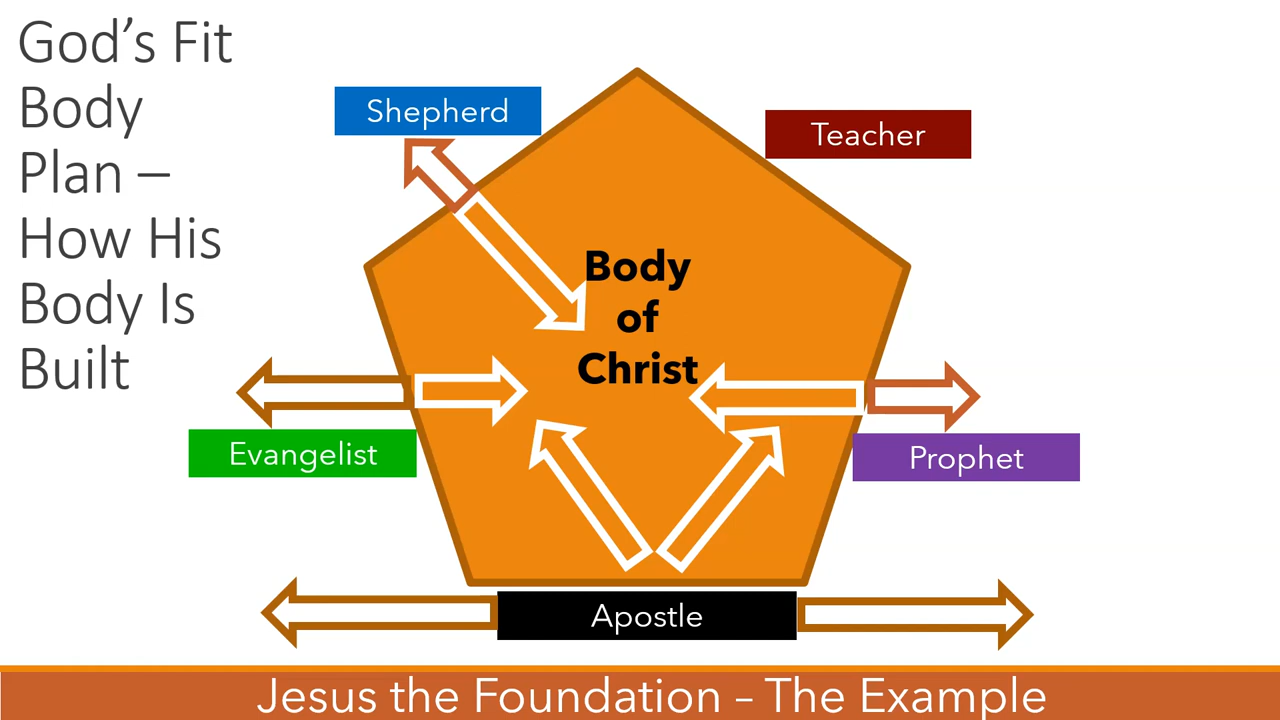 God’s Fit
Body
Plan –
How His
Body Is
Built
Shepherd
Teacher
Body
of
Christ
Evangelist
Prophet
Apostle
Jesus the Foundation – The Example